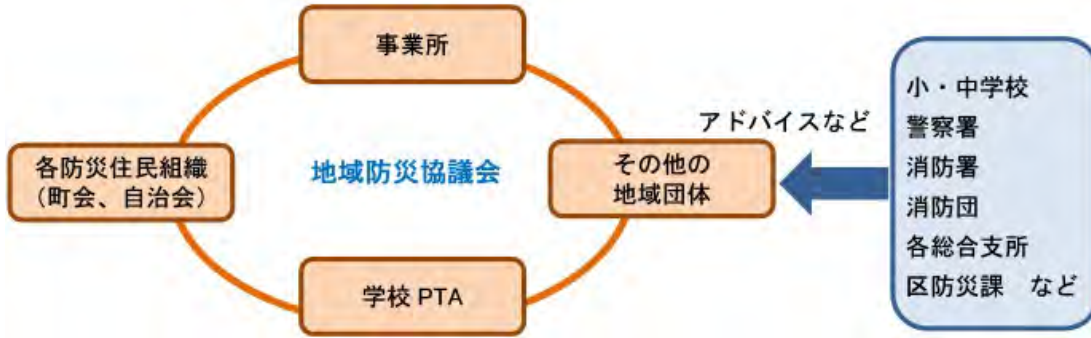 事業所
各防災住民組織
（町会、自治会）
地域防災協議会
その他の
地域団体
学校 PTA
アドバイスなど
小・中学校
警察署
消防署
消防団
各総合支所
区防災課　など